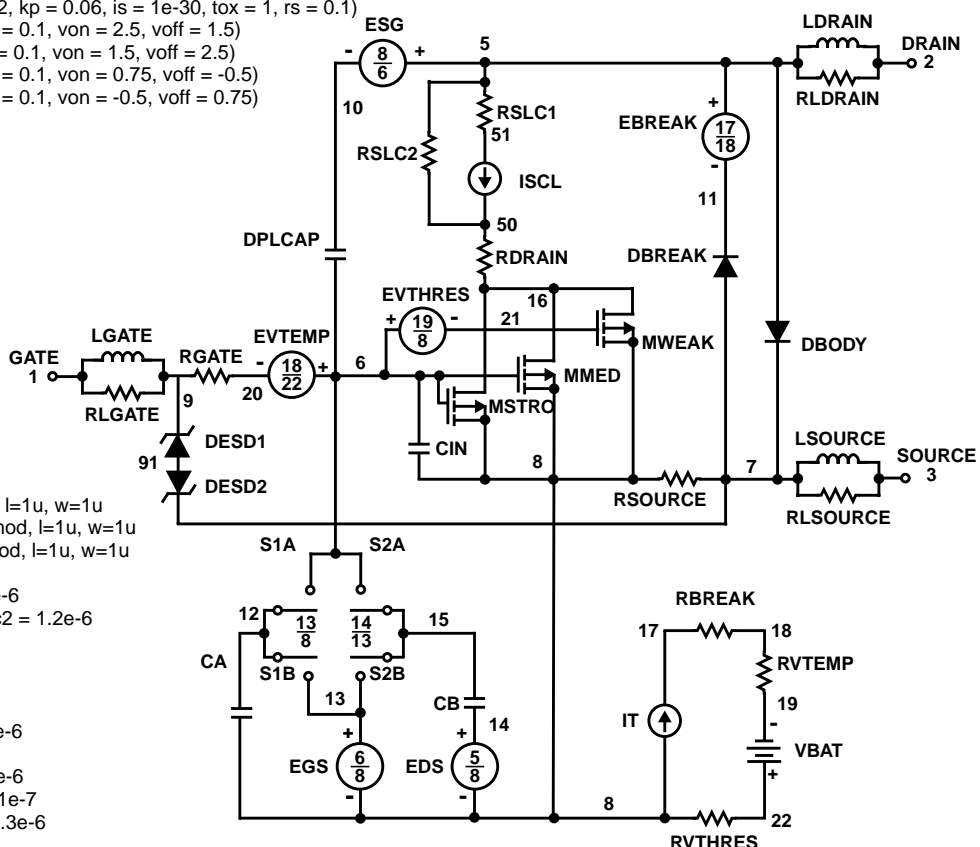 2, kp = 0.06, is = 1e-30, tox = 1, rs = 0.1)
= 0.1, von = 2.5, voff = 1.5)
= 0.1, von = 1.5, voff = 2.5)
= 0.1, von = 0.75, voff = -0.5)
= 0.1, von = -0.5, voff = 0.75)
ESG
- 8/6 +
5
10
LDRAIN
DRAIN
2
RLDRAIN
RSLC1
51
RSLC2
ISCL
50
EBREAK
+
17/18
-
11
DPLCAP
RDRAIN
DBREAK
16
EVTHRES
+ 19/8 -
21
MWEAK
DBODY
LGATE
GATE
1
RLGATE
RGATE
9
20
EVTEMP
- 18/22 +
6
MMED
MSTRO
CIN
DESD1
91
DESD2
8
RSOURCE
7
LSOURCE
SOURCE
3
RLSOURCE
l=1u, w=1u
nod, l=1u, w=1u
od, l=1u, w=1u
e-6
c2 = 1.2e-6
e-6
e-6
1e-7
.3e-6
S1A
S2A
12
13/8
14/13
15
S1B
S2B
CA
13
CB
14
+
EGS
6/8
-
+
EDS
5/8
-
8
RBREAK
17
18
RVTEMP
19
IT
-
VBAT
+
22
RVTHRES